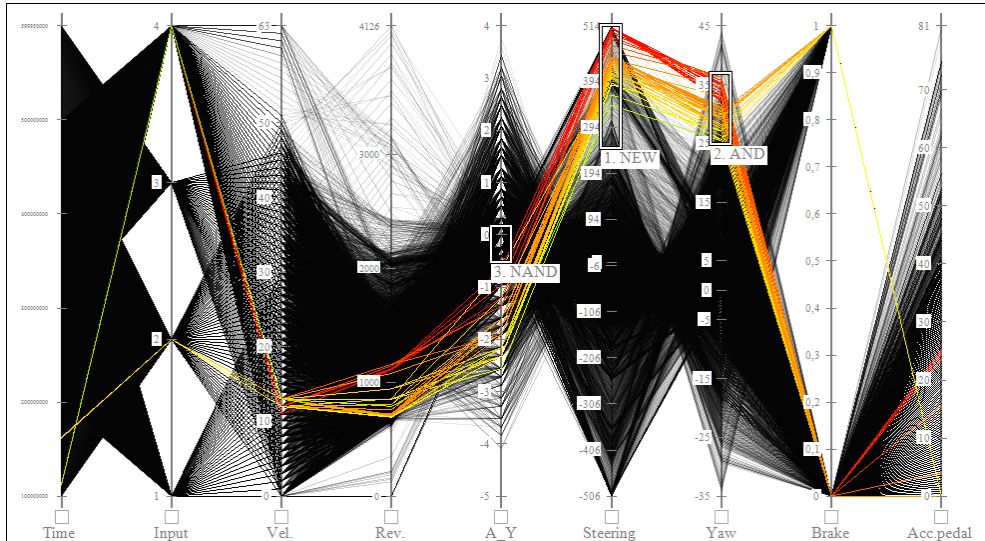 599950000 4 63 4126 4 514 45 1 81
3 394 35 0,9 70
500000000 50 2 3000 294 25 0,8
1. NEW 2. AND 60
3 1 194 15 0,7
40 50
400000000 0 94 0,6
30 2000 3. NAND -6 5 0,5 40
300000000 -1 -106 0 0,4 30
2 20 -2 -206 -5 0,3
1000 -15 20
200000000 10 -3 -306 0,2
-4 -406 -25 0,1 10
100000000 1 0 0 -5 -506 -35 0 0
Time Input Vel. Rev. A_Y Steering Yaw Brake Acc.pedal